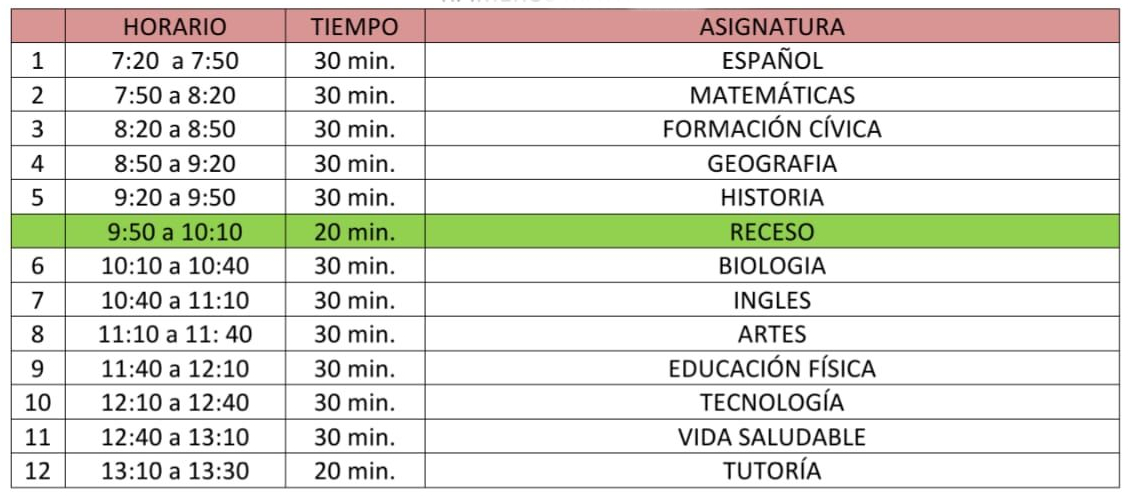 HORARIO TIEMPO ASIGNATURA
1 7:20 a 7:50 30 min. ESPAÑOL
2 7:50 a 8:20 30 min. MATEMÁTICAS
3 8:20 a 8:50 30 min. FORMACIÓN CÍVICA
4 8:50 a 9:20 30 min. GEOGRAFIA
5 9:20 a 9:50 30 min. HISTORIA
9:50 a 10:10 20 min. RECESO
6 10:10 a 10:40 30 min. BIOLOGIA
7 10:40 a 11:10 30 min. INGLES
8 11:10 a 11: 40 30 min. ARTES
9 11:40 a 12:10 30 min. EDUCACIÓN FÍSICA
10 12:10 a 12:40 30 min. TECNOLOGÍA
11 12:40 a 13:10 30 min. VIDA SALUDABLE
12 13:10 a 13:30 20 min. TUTORÍA